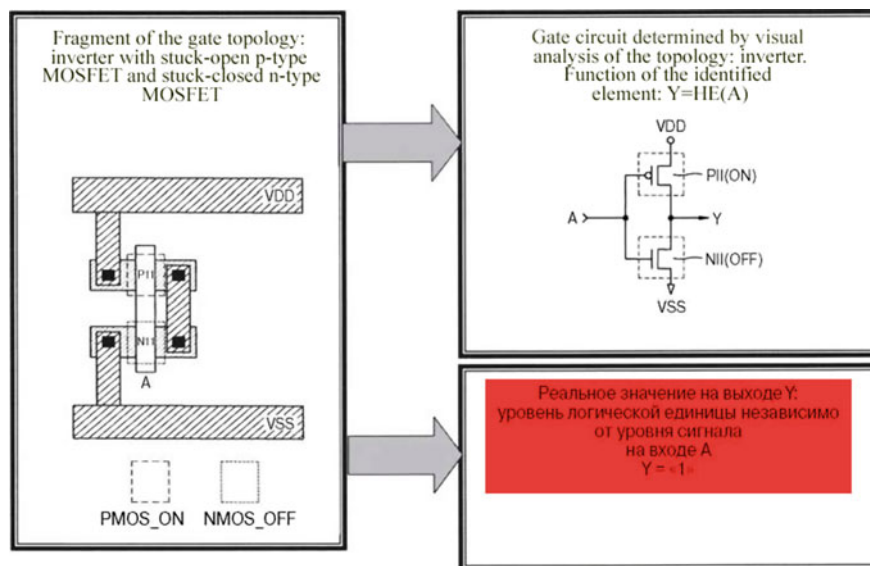 Fragment of the gate topology:
inverter with stuck-open p-type
MOSFET and stuck-closed n-type
MOSFET
VDD
P11
N11
A
VSS
PMOS_ON
NMOS_OFF
Gate circuit determined by visual
analysis of the topology: inverter.
Function of the identified
element: Y=HE(A)
VDD
PII(ON)
A
Y
NII(OFF)
VSS
Реальное значение на выходе Y:
уровень логической единицы независимо
от уровня сигнала
на входе A
Y = «1»